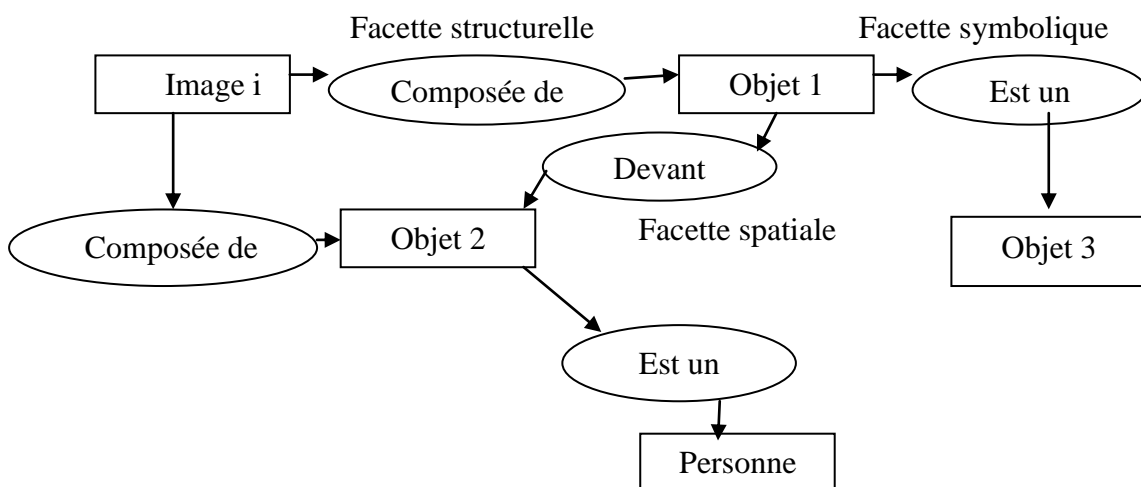 Facette structurelle
Facette symbolique
Image i
Composée de
Objet 1
Est un
Devant
Composée de
Objet 2
Facette spatiale
Objet 3
Est un
Personne